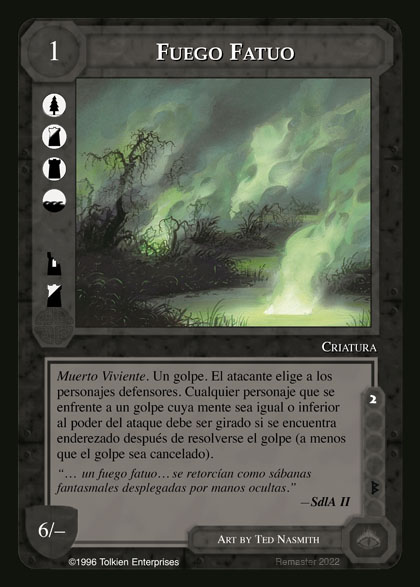 1
FUEGO FATUO
CRIATURA
Muerto Viviente. Un golpe. El atacante elige a los
personajes defensores. Cualquier personaje que se
enfrente a un golpe cuya mente sea igual o inferior
al poder del ataque debe ser girado si se encuentra
enderezado después de resolverse el golpe (a menos
que el golpe sea cancelado).
2
“… un fuego fatuo… se retorcían como sábanas
fantasmales desplegadas por manos ocultas.”
—SdlA II
6/–
ART BY TED NASMITH
©1996 Tolkien Enterprises
Remaster 2022